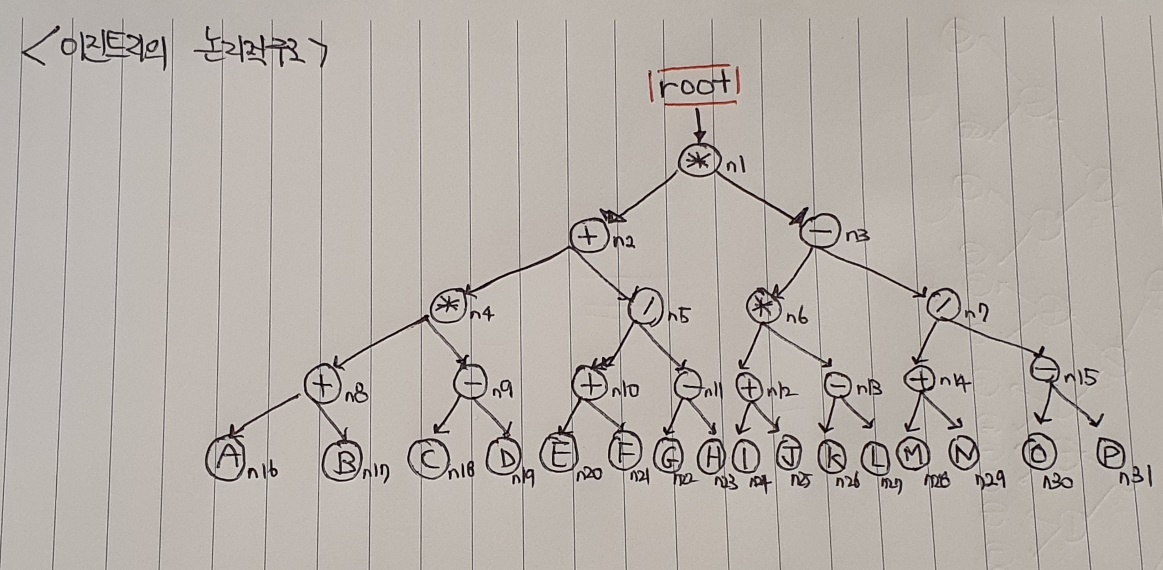 <이진트리의 논리적구조>
root
* n1
+ n2 - n3
* n4 / n5 * n6 / n7
+ n8 - n9 + n10 - n11 + n12 - n13 + n14 - n15
A n16 B n17 C n18 D n19 E n20 F n21 G n22 H n23 I n24 J n25 K n26 L n27 M n28 N n29 O n30 P n31